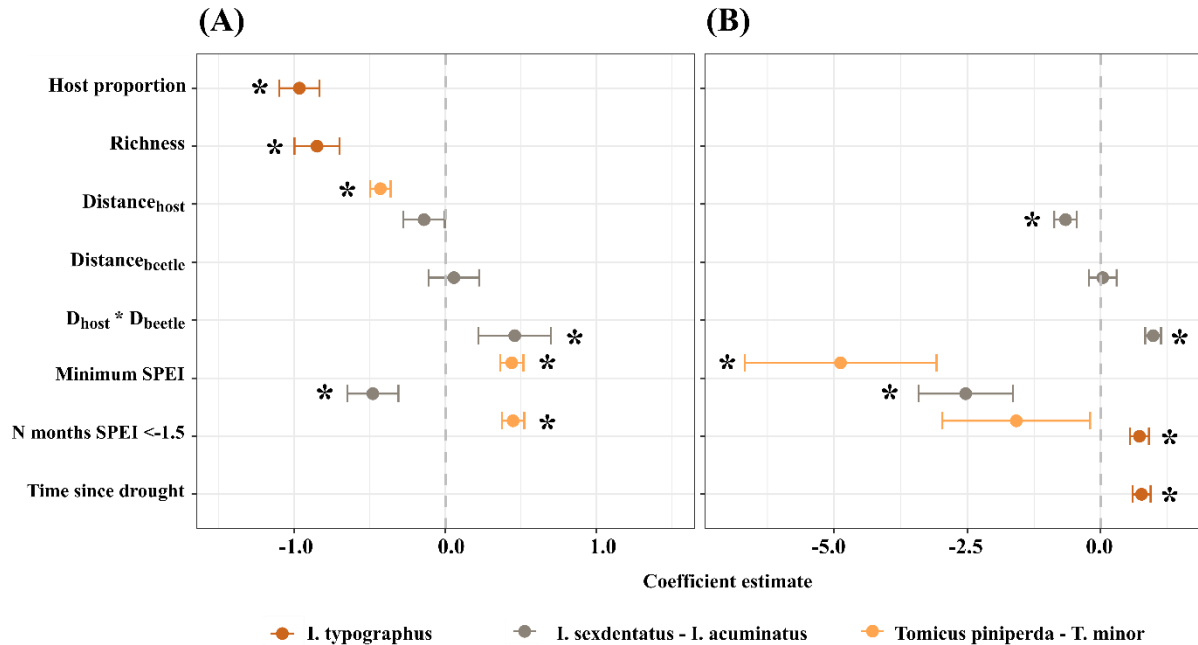 (A) (B)
Host proportion
Richness
Distancehost
Distancebeetle
Dhost * Dbeetle
Minimum SPEI
N months SPEI <-1.5
Time since drought
* * * * * * * *
* * * * * *
-1.0 0.0 1.0 -5.0 -2.5 0.0
Coefficient estimate
I. typographus I. sexdentatus - I. acuminatus Tomicus piniperda - T. minor